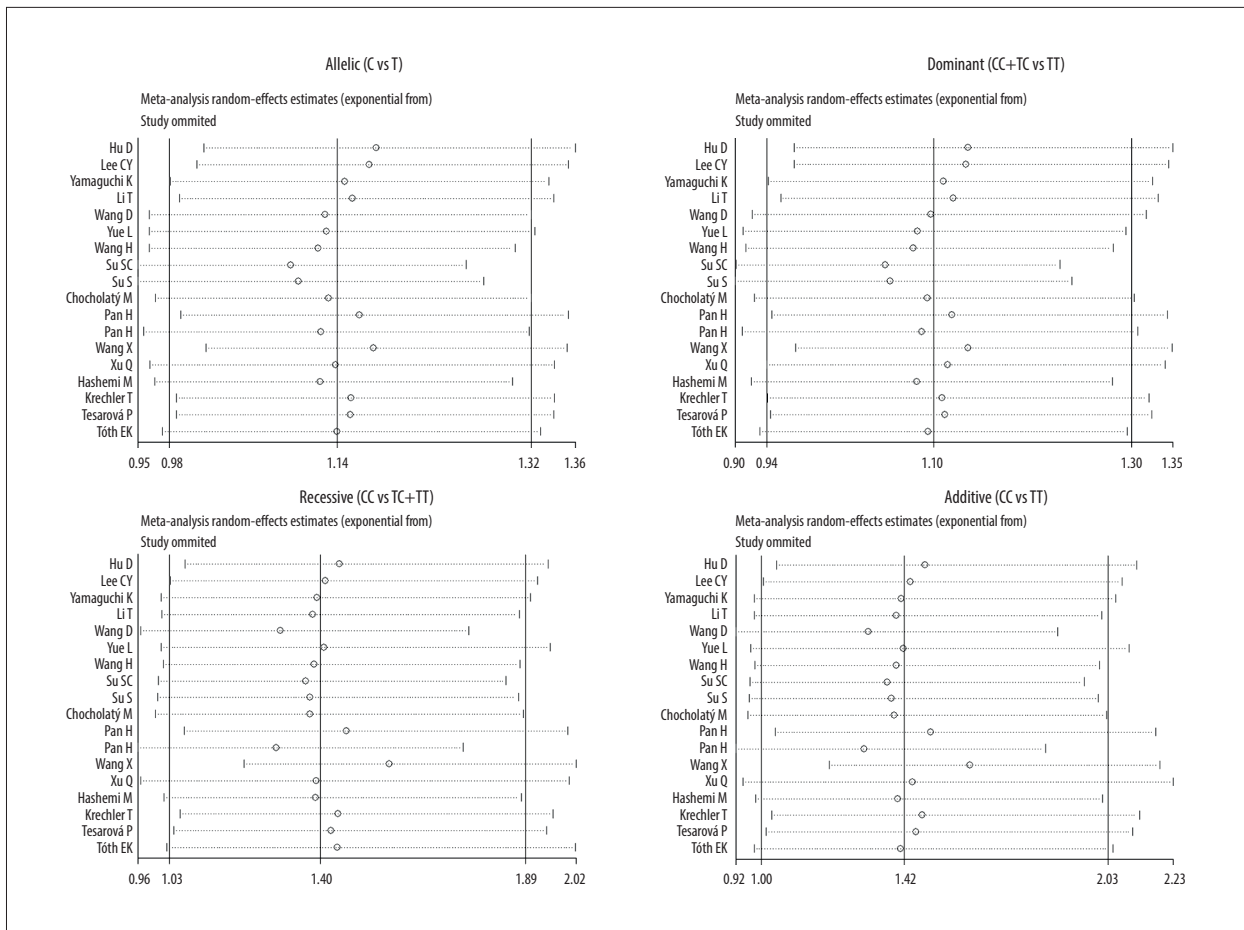 Allelic (C vs T)
Meta-analysis random-effects estimates (exponential from)
Study ommited
Hu D
Lee CY
Yamaguchi K
Li T
Wang D
Yue L
Wang H
Su SC
Su S
Chocholatý M
Pan H
Pan H
Wang X
Xu Q
Hashemi M
Krechler T
Tesarová P
Tóth EK
0.95 0.98 1.14 1.32 1.36
Dominant (CC+TC vs TT)
Meta-analysis random-effects estimates (exponential from)
Study ommited
Hu D
Lee CY
Yamaguchi K
Li T
Wang D
Yue L
Wang H
Su SC
Su S
Chocholatý M
Pan H
Pan H
Wang X
Xu Q
Hashemi M
Krechler T
Tesarová P
Tóth EK
0.90 0.94 1.10 1.30 1.35
Recessive (CC vs TC+TT)
Meta-analysis random-effects estimates (exponential from)
Study ommited
Hu D
Lee CY
Yamaguchi K
Li T
Wang D
Yue L
Wang H
Su SC
Su S
Chocholatý M
Pan H
Pan H
Wang X
Xu Q
Hashemi M
Krechler T
Tesarová P
Tóth EK
0.96 1.03 1.40 1.89 2.02
Additive (CC vs TT)
Meta-analysis random-effects estimates (exponential from)
Study ommited
Hu D
Lee CY
Yamaguchi K
Li T
Wang D
Yue L
Wang H
Su SC
Su S
Chocholatý M
Pan H
Pan H
Wang X
Xu Q
Hashemi M
Krechler T
Tesarová P
Tóth EK
0.92 1.00 1.42 2.03 2.23